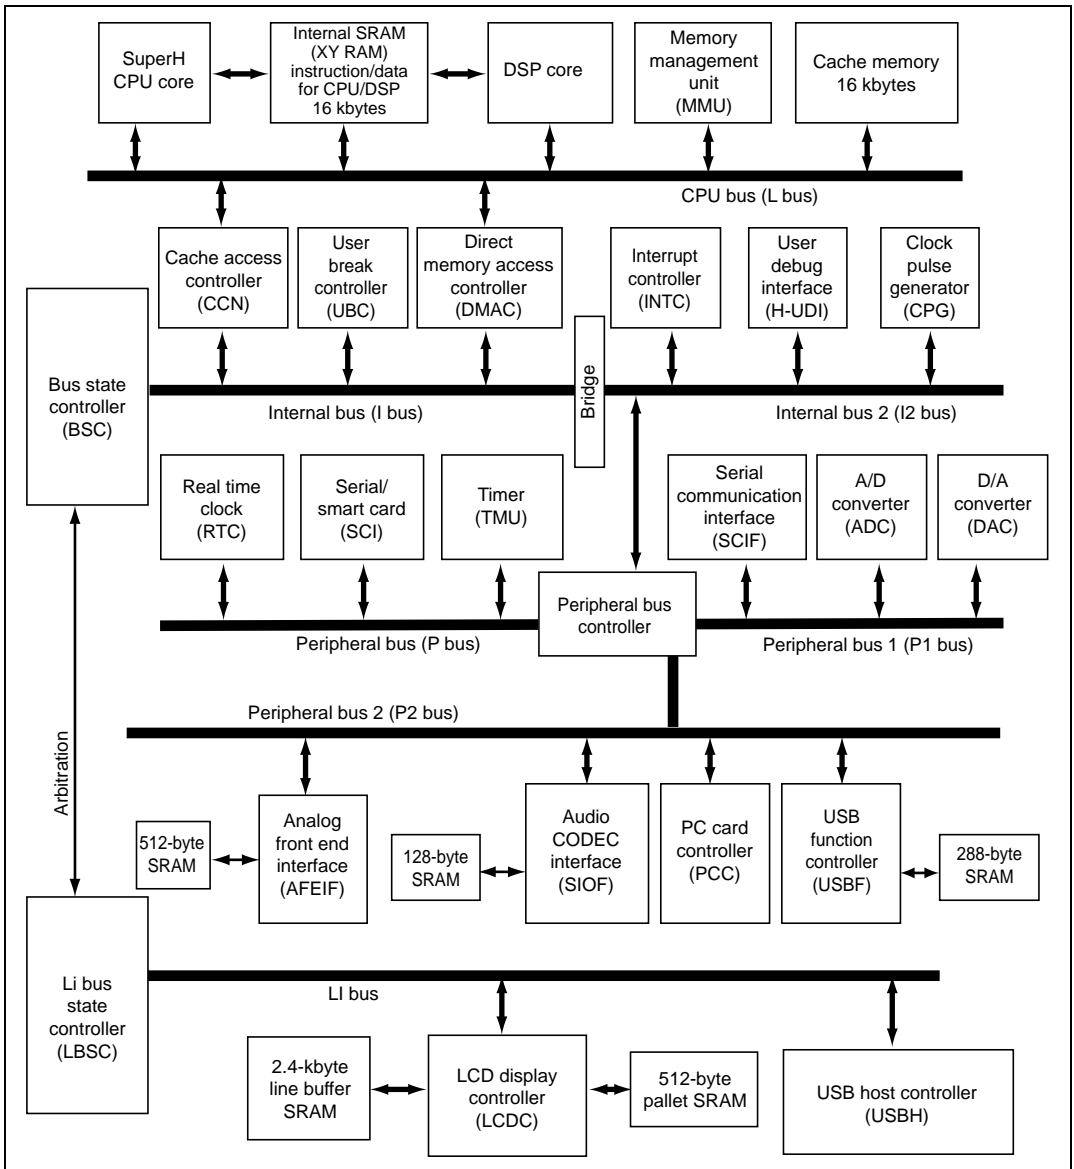 SuperH
CPU core
Internal SRAM
(XY RAM)
instruction/data
for CPU/DSP
16 kbytes
DSP core
Memory
management
unit
(MMU)
Cache memory
16 kbytes
CPU bus (L bus)
Cache access
controller
(CCN)
User
break
controller
(UBC)
Direct
memory access
controller
(DMAC)
Interrupt
controller
(INTC)
User
debug
interface
(H-UDI)
Clock
pulse
generator
(CPG)
Bus state
controller
(BSC)
Bridge
Internal bus (I bus)
Internal bus 2 (I2 bus)
Real time
clock
(RTC)
Serial/
smart card
(SCI)
Timer
(TMU)
Serial
communication
interface
(SCIF)
A/D
converter
(ADC)
D/A
converter
(DAC)
Peripheral bus
controller
Peripheral bus (P bus)
Peripheral bus 1 (P1 bus)
Peripheral bus 2 (P2 bus)
Arbitration
512-byte
SRAM
Analog
front end
interface
(AFEIF)
128-byte
SRAM
Audio
CODEC
interface
(SIOF)
PC card
controller
(PCC)
USB
function
controller
(USBF)
288-byte
SRAM
Li bus
state
controller
(LBSC)
LI bus
2.4-kbyte
line buffer
SRAM
LCD display
controller
(LCDC)
512-byte
pallet SRAM
USB host controller
(USBH)